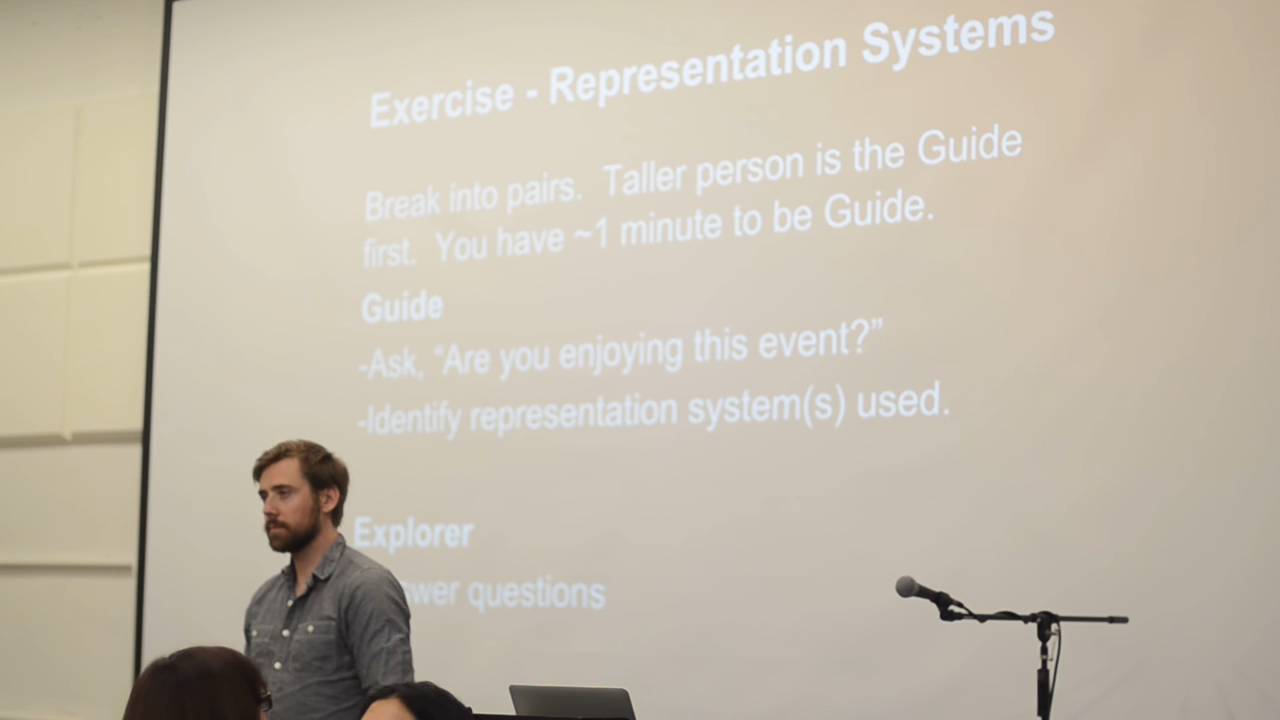 Exercise - Representation Systems
Break into pairs. Taller person is the Guide
first. You have ~1 minute to be Guide.
Guide
-Ask, “Are you enjoying this event?”
-Identify representation system(s) used.
Explorer
questions